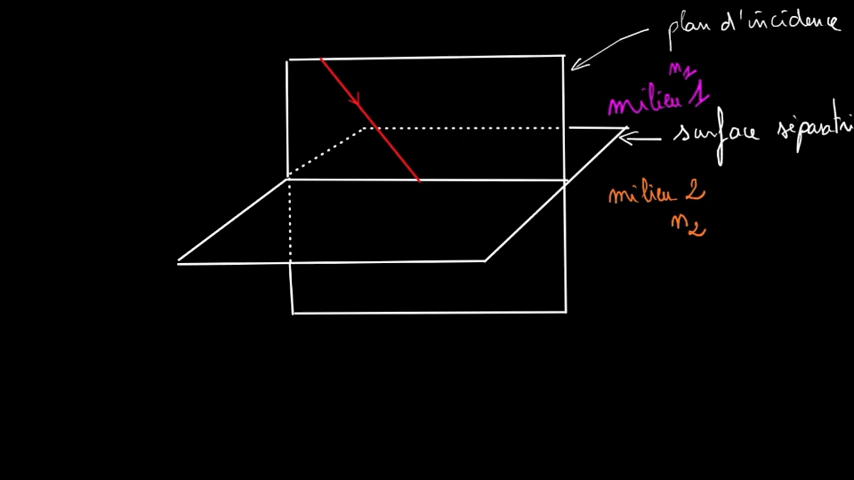 plan d'incidence
n1
milieu 1
surface séparatri
milieu 2
n2